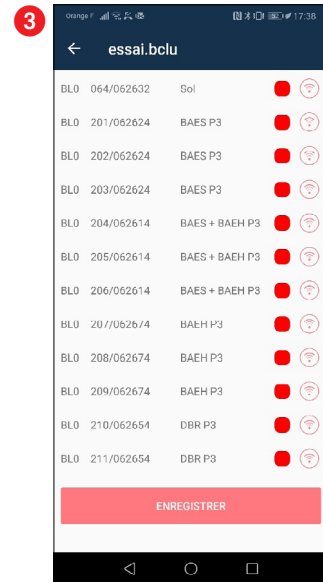 3
Orange F 17:38
essai.bclu
BL0 064/062632 Sol
BL0 201/062624 BAES P3
BL0 202/062624 BAES P3
BL0 203/062624 BAES P3
BL0 204/062614 BAES + BAEH P3
BL0 205/062614 BAES + BAEH P3
BL0 206/062614 BAES + BAEH P3
BL0 207/062674 BAEH P3
BL0 208/062674 BAEH P3
BL0 209/062674 BAEH P3
BL0 210/062654 DBR P3
BL0 211/062654 DBR P3
ENREGISTRER